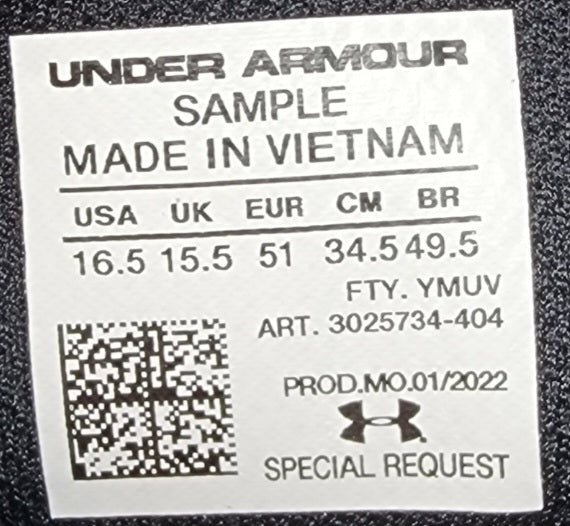 UNDER ARMOUR
SAMPLE
MADE IN VIETNAM
USA UK EUR CM BR
16.5 15.5 51 34.5 49.5
FTY. YMUV
ART. 3025734-404
PROD.MO.01/2022
SPECIAL REQUEST